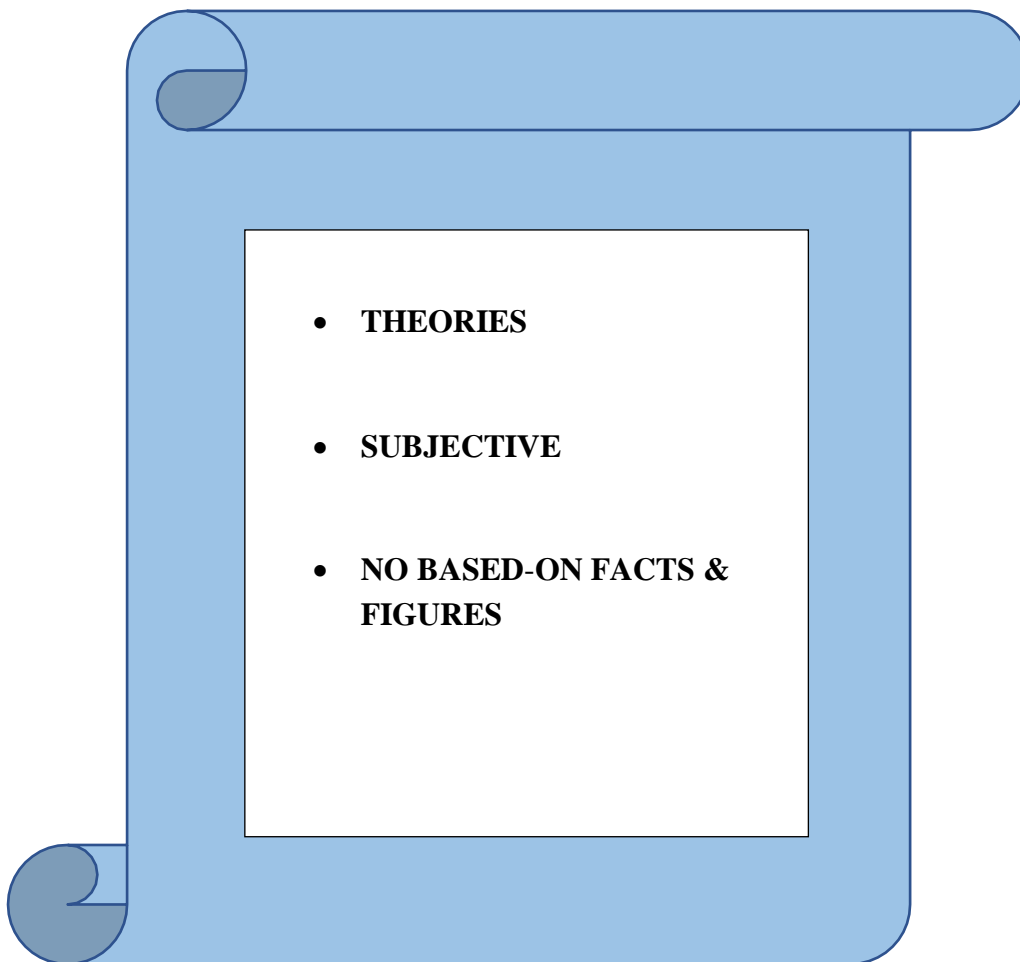 • THEORIES
• SUBJECTIVE
• NO BASED-ON FACTS &
FIGURES